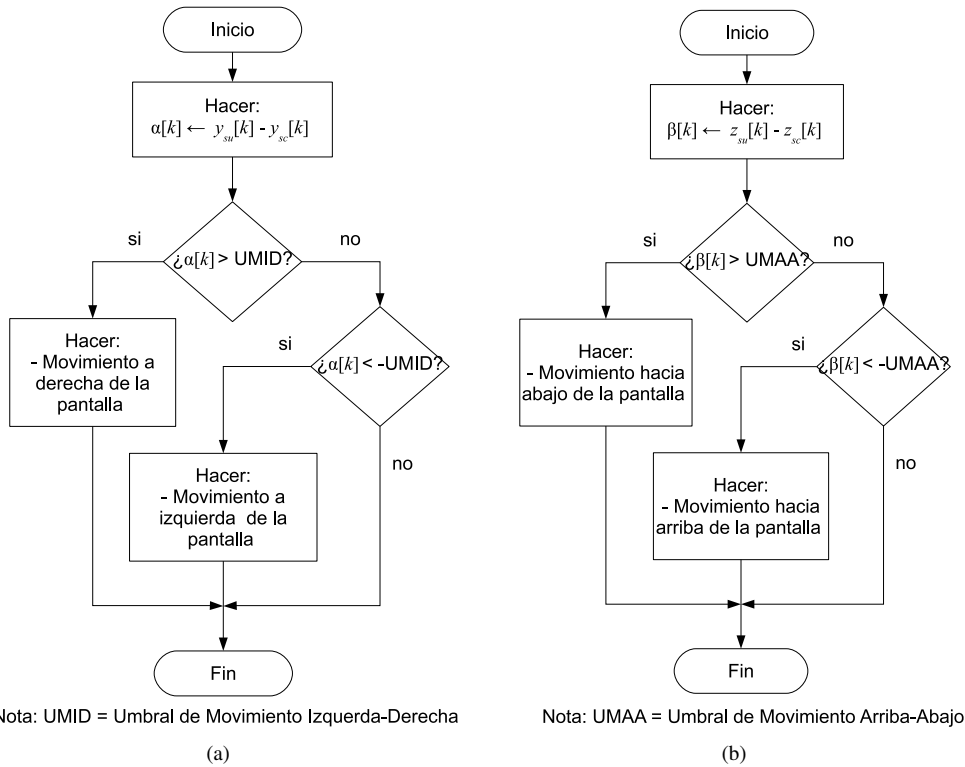 Inicio
Hacer:
α[k] ← y_su[k] - y_sc[k]
si
no
¿α[k] > UMID?
Hacer:
- Movimiento a
derecha de la
pantalla
si
¿α[k] < -UMID?
no
Hacer:
- Movimiento a
izquierda de la
pantalla
Fin
Nota: UMID = Umbral de Movimiento Izquerda-Derecha
(a)
Inicio
Hacer:
β[k] ← z_su[k] - z_sc[k]
si
no
¿β[k] > UMAA?
Hacer:
- Movimiento hacia
abajo de la pantalla
si
¿β[k] < -UMAA?
no
Hacer:
- Movimiento hacia
arriba de la pantalla
Fin
Nota: UMAA = Umbral de Movimiento Arriba-Abajo
(b)